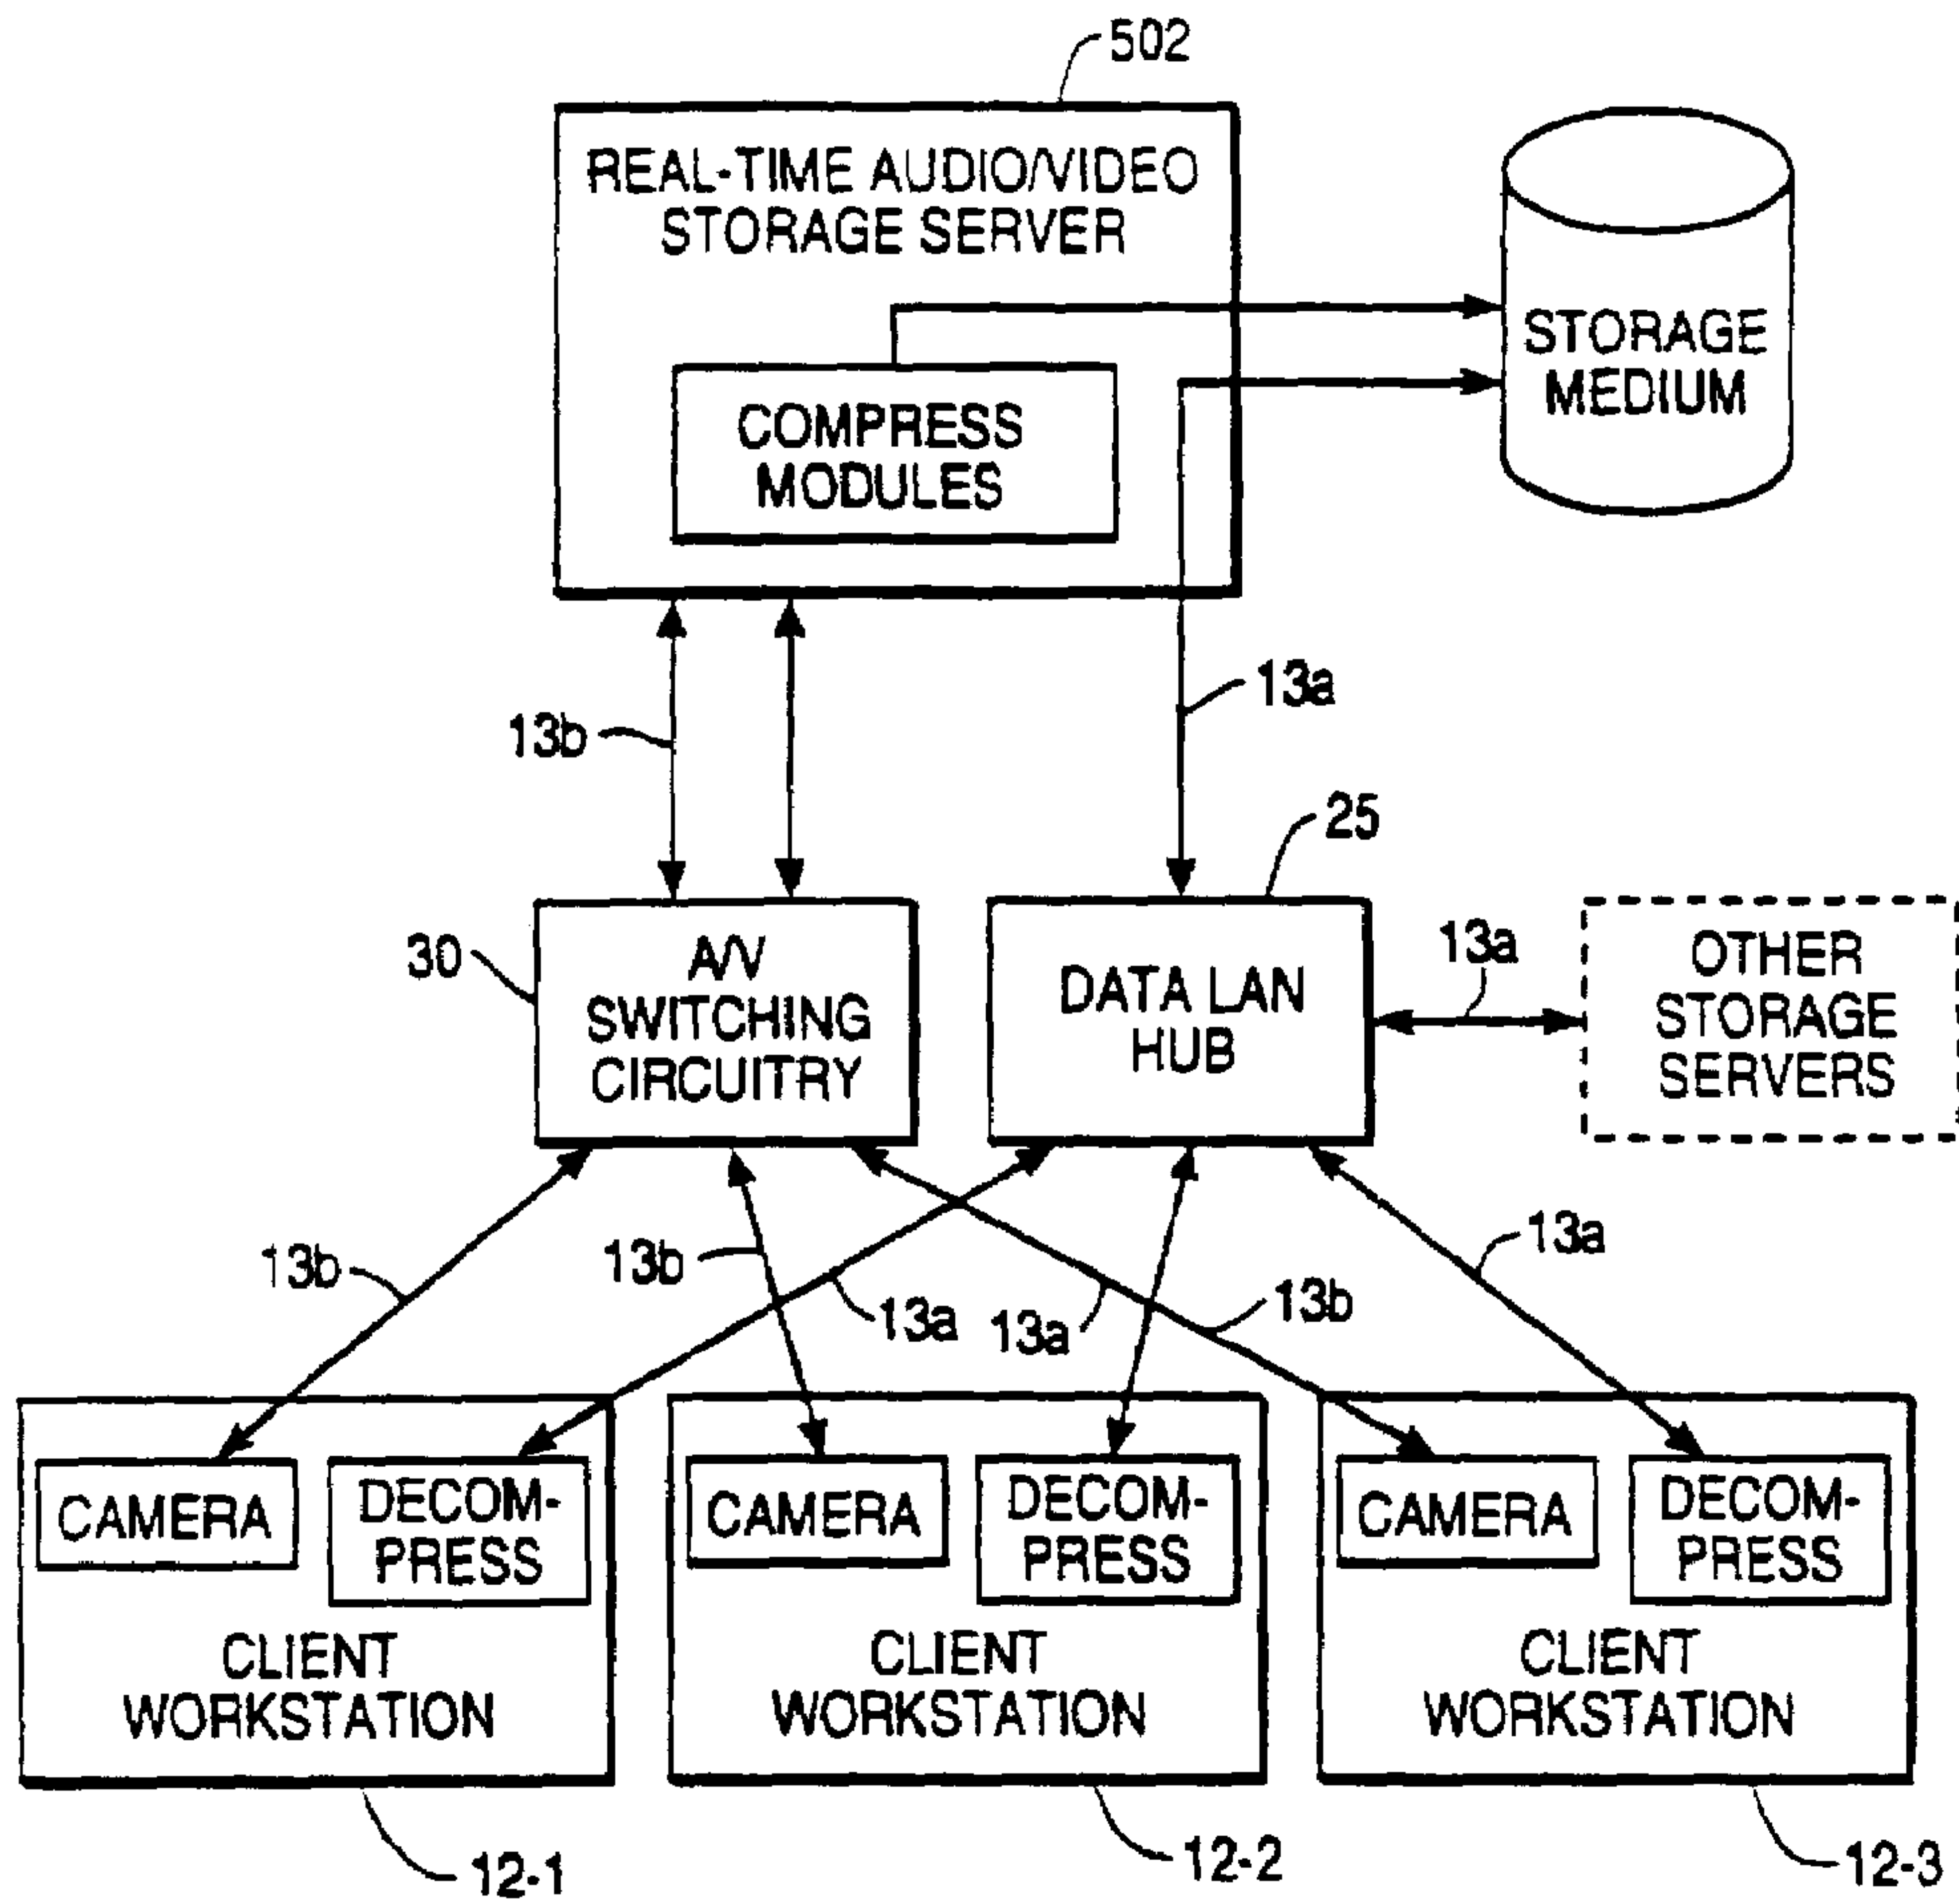 502
REAL-TIME AUDIO/VIDEO
STORAGE SERVER
STORAGE
MEDIUM
COMPRESS
MODULES
13a
13b
25
30
A/V
SWITCHING
CIRCUITRY
DATA LAN
HUB
13a
OTHER
STORAGE
SERVERS
13b
13b
13a
13a
13b
13a
CAMERA
DECOM-
PRESS
CLIENT
WORKSTATION
CAMERA
DECOM-
PRESS
CLIENT
WORKSTATION
CAMERA
DECOM-
PRESS
CLIENT
WORKSTATION
12-1
12-2
12-3